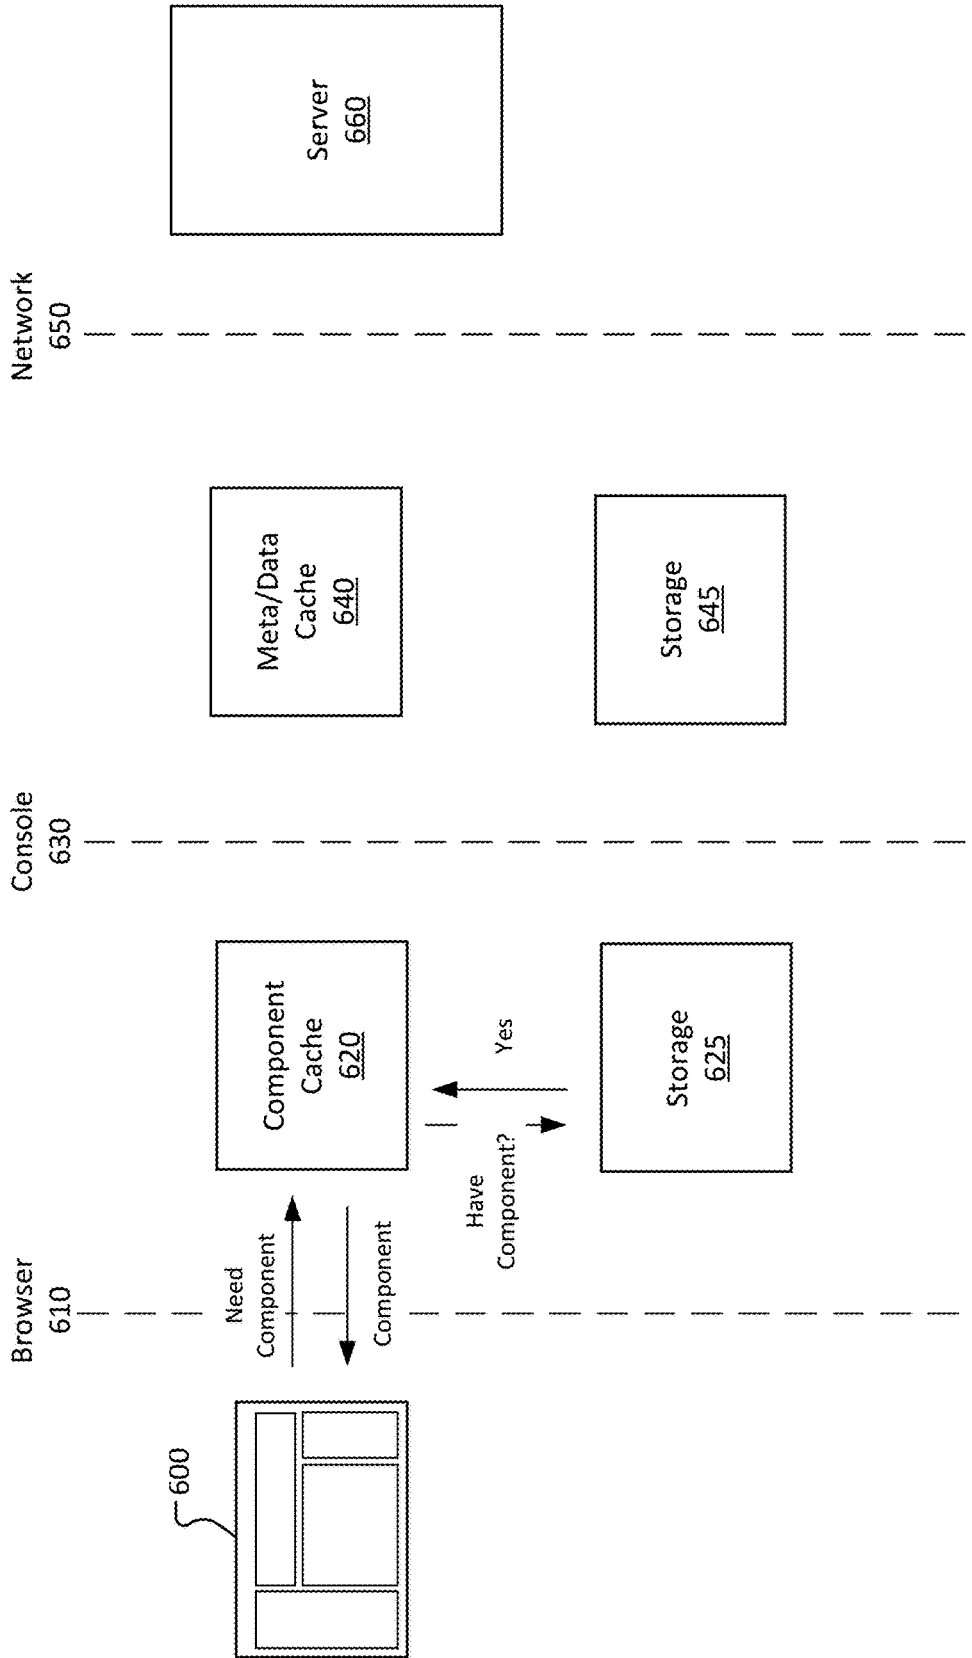 Browser
610
Console
630
Network
650
600
Need
Component
Component
Component
Cache
620
Have
Component?
Yes
Storage
625
Meta/Data
Cache
640
Storage
645
Server
660